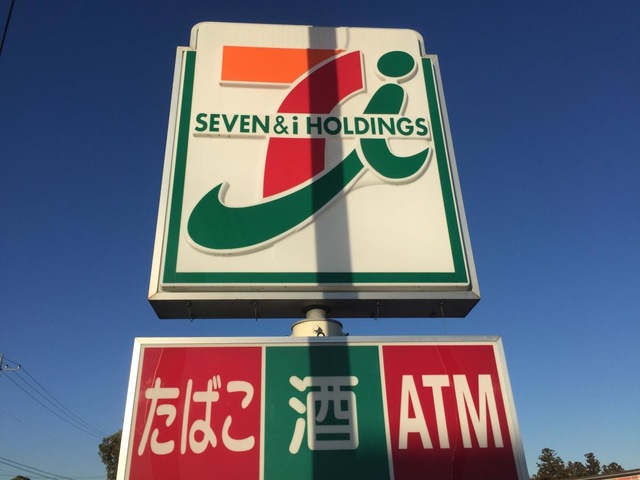 SEVEN&i HOLDINGS
たばこ 酒 ATM